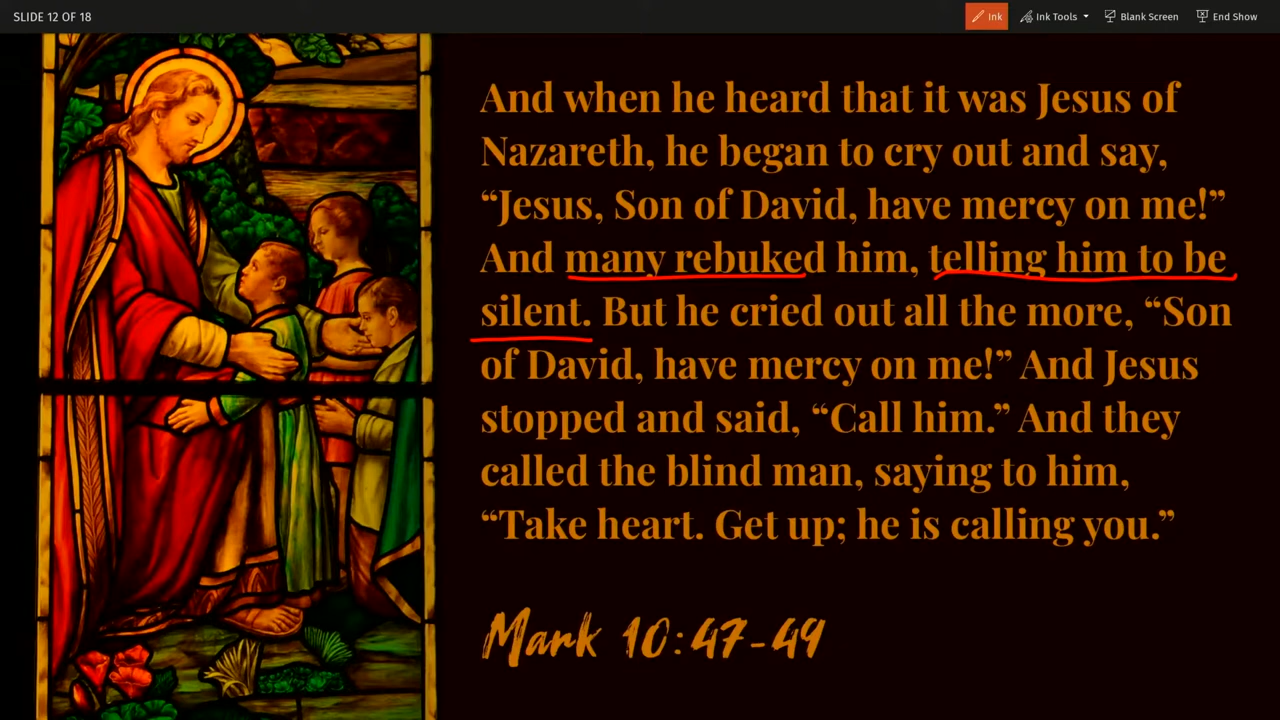 SLIDE 12 OF 18
Ink
Ink Tools
Blank Screen
End Show
And when he heard that it was Jesus of
Nazareth, he began to cry out and say,
“Jesus, Son of David, have mercy on me!”
And many rebuked him, telling him to be
silent. But he cried out all the more, “Son
of David, have mercy on me!” And Jesus
stopped and said, “Call him.” And they
called the blind man, saying to him,
“Take heart. Get up; he is calling you.”
Mark 10:47-49